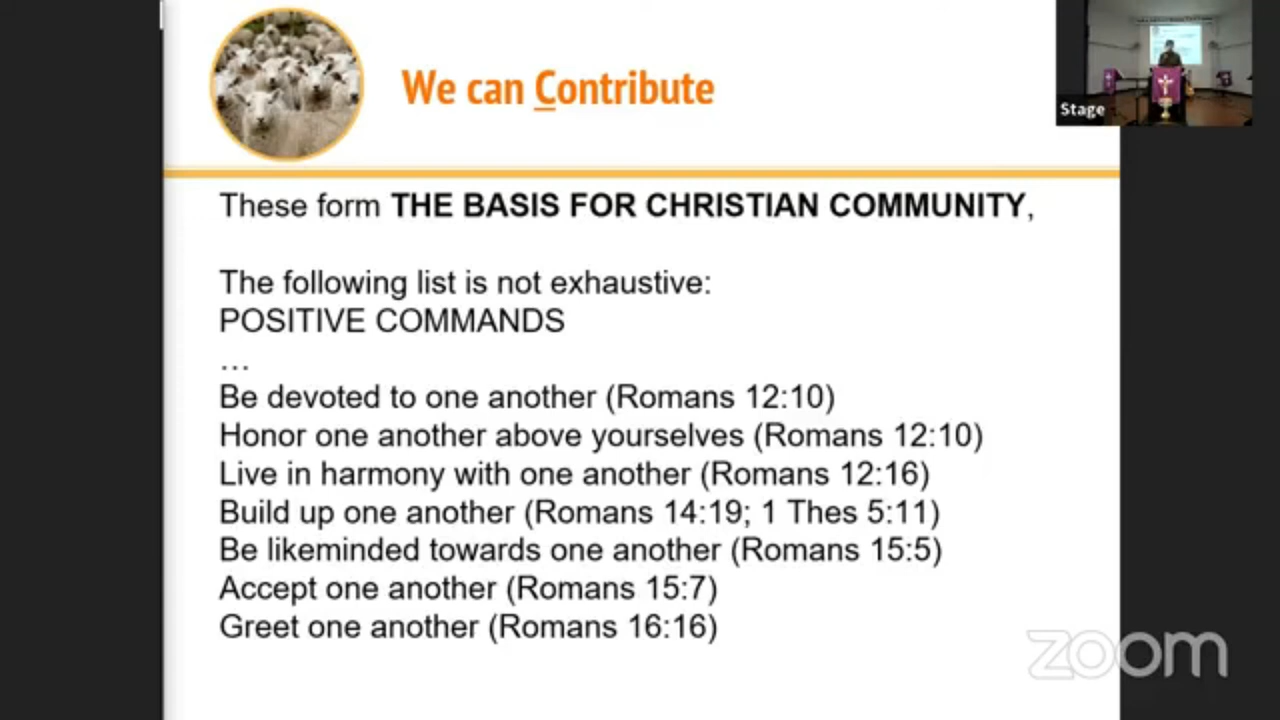 We can Contribute
Stage
These form THE BASIS FOR CHRISTIAN COMMUNITY,
The following list is not exhaustive:
POSITIVE COMMANDS
…
Be devoted to one another (Romans 12:10)
Honor one another above yourselves (Romans 12:10)
Live in harmony with one another (Romans 12:16)
Build up one another (Romans 14:19; 1 Thes 5:11)
Be likeminded towards one another (Romans 15:5)
Accept one another (Romans 15:7)
Greet one another (Romans 16:16)
zoom